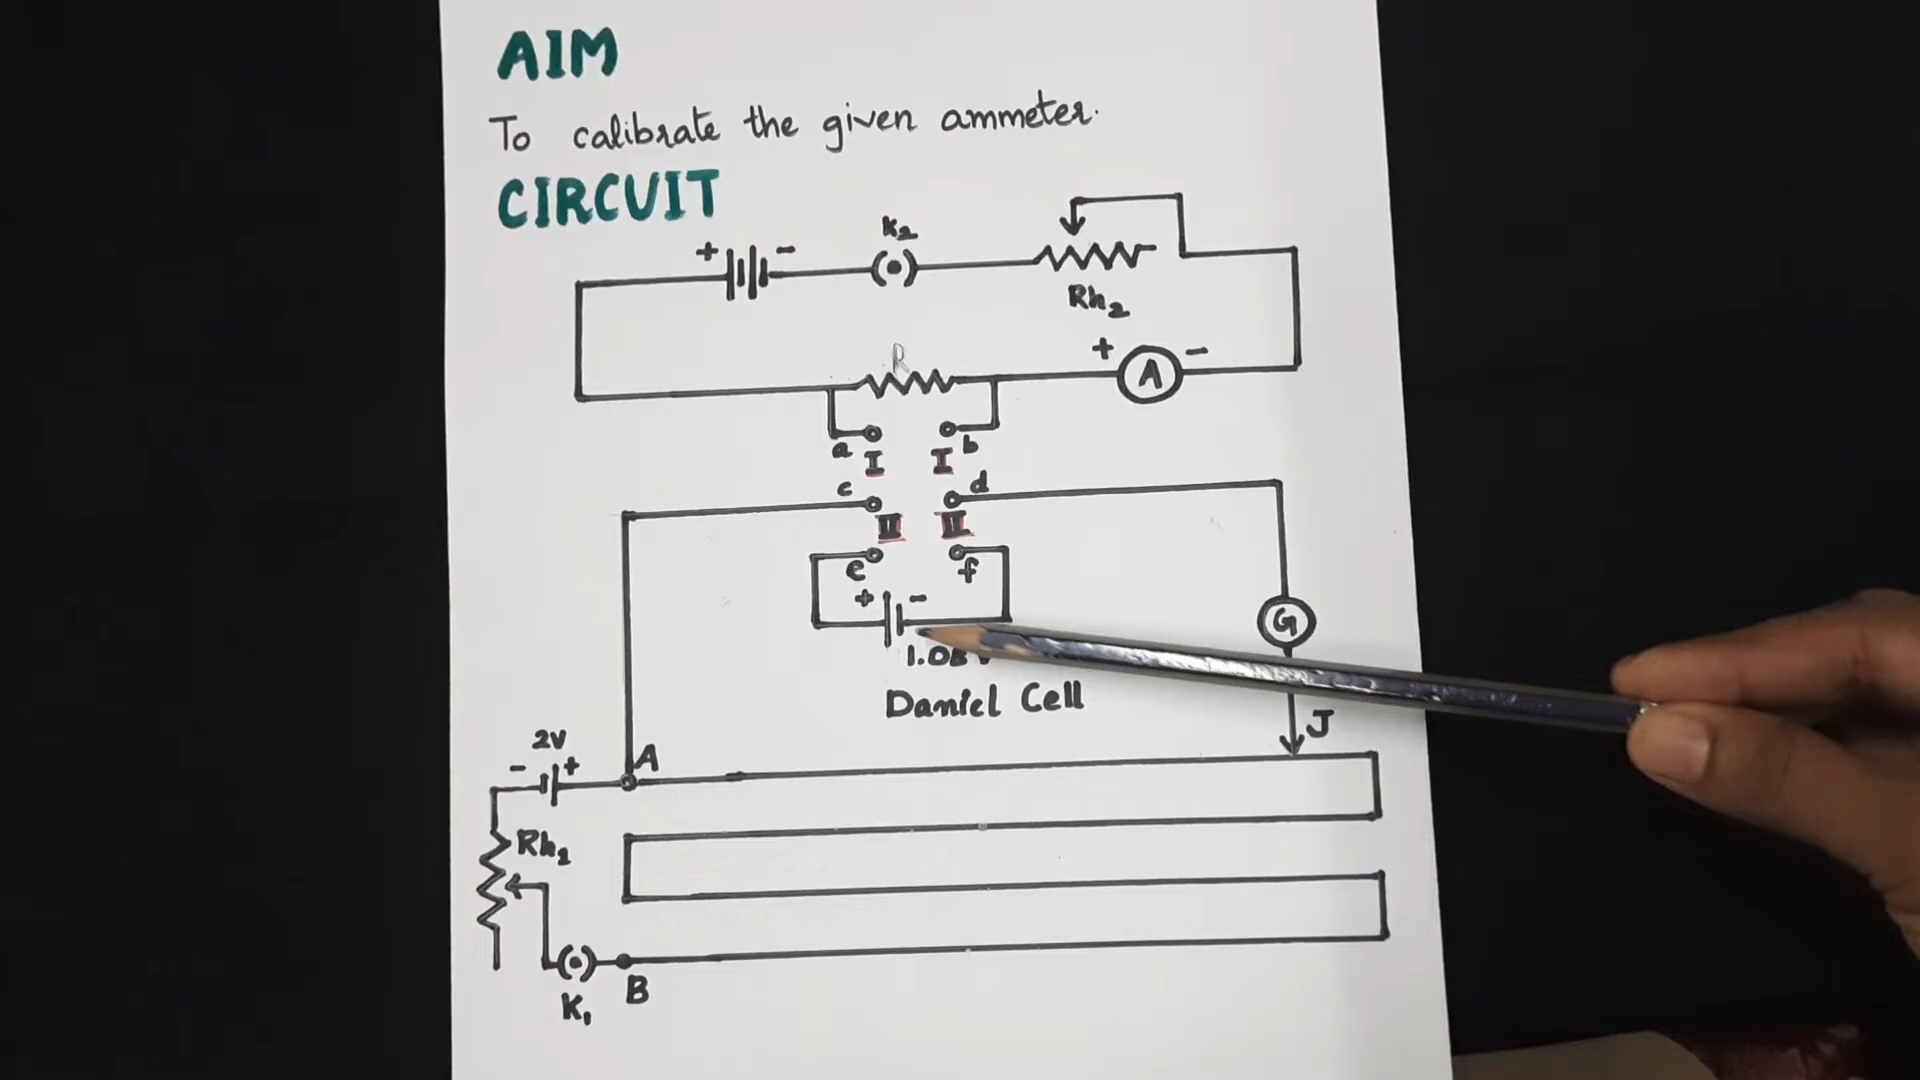 AIM
To calibrate the given ammeter.
CIRCUIT
K2
+ -
Rh2
R
+ -
A
a b
I I
c d
II II
e f
+ -
G
Daniel Cell
J
2V
- +
A
Rh1
B
K1